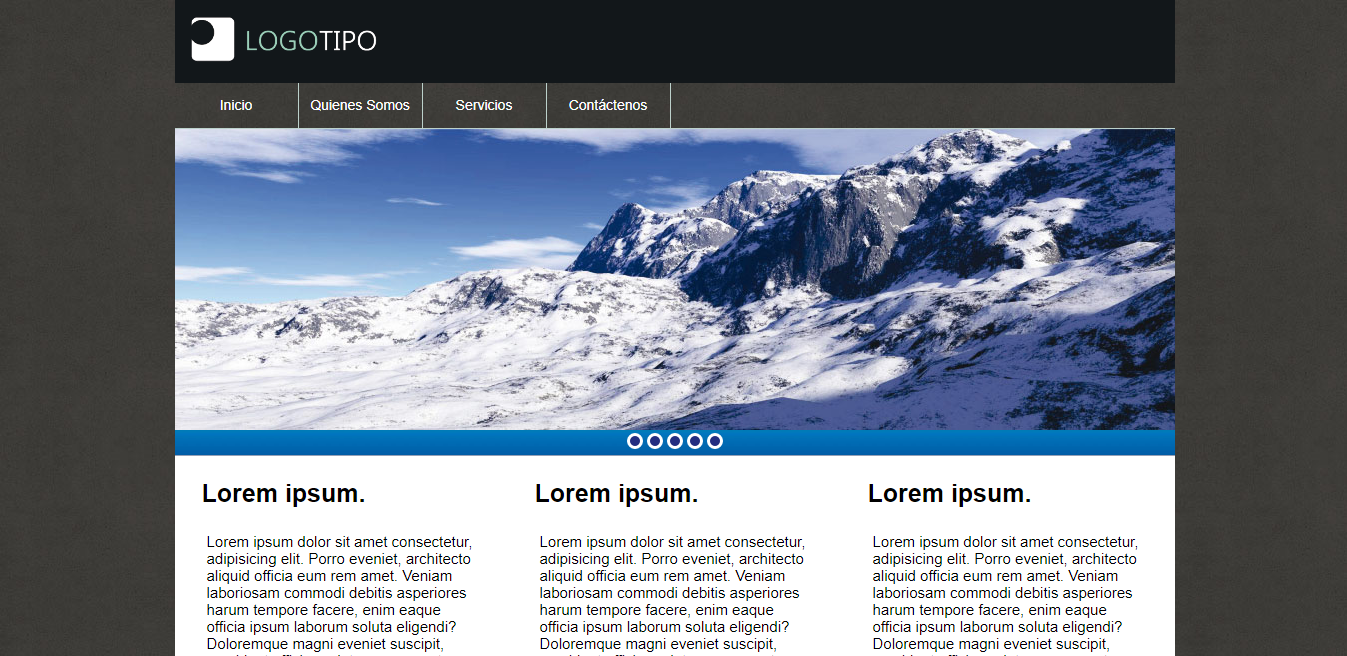 LOGOTIPO
Inicio
Quienes Somos
Servicios
Contáctenos
Lorem ipsum.
Lorem ipsum dolor sit amet consectetur,
adipisicing elit. Porro eveniet, architecto
aliquid officia eum rem amet. Veniam
laboriosam commodi debitis asperiores
harum tempore facere, enim eaque
officia ipsum laborum soluta eligendi?
Doloremque magni eveniet suscipit,
Lorem ipsum.
Lorem ipsum dolor sit amet consectetur,
adipisicing elit. Porro eveniet, architecto
aliquid officia eum rem amet. Veniam
laboriosam commodi debitis asperiores
harum tempore facere, enim eaque
officia ipsum laborum soluta eligendi?
Doloremque magni eveniet suscipit,
Lorem ipsum.
Lorem ipsum dolor sit amet consectetur,
adipisicing elit. Porro eveniet, architecto
aliquid officia eum rem amet. Veniam
laboriosam commodi debitis asperiores
harum tempore facere, enim eaque
officia ipsum laborum soluta eligendi?
Doloremque magni eveniet suscipit,